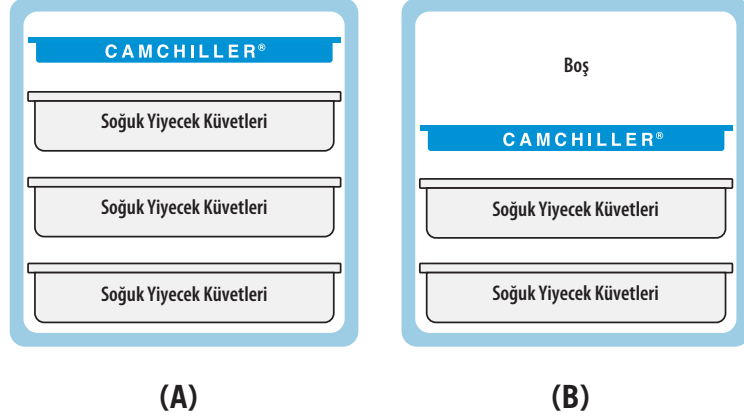 CAMCHILLER®
Soğuk Yiyecek Küvetleri
Soğuk Yiyecek Küvetleri
Soğuk Yiyecek Küvetleri
(A)
Boş
CAMCHILLER®
Soğuk Yiyecek Küvetleri
Soğuk Yiyecek Küvetleri
(B)